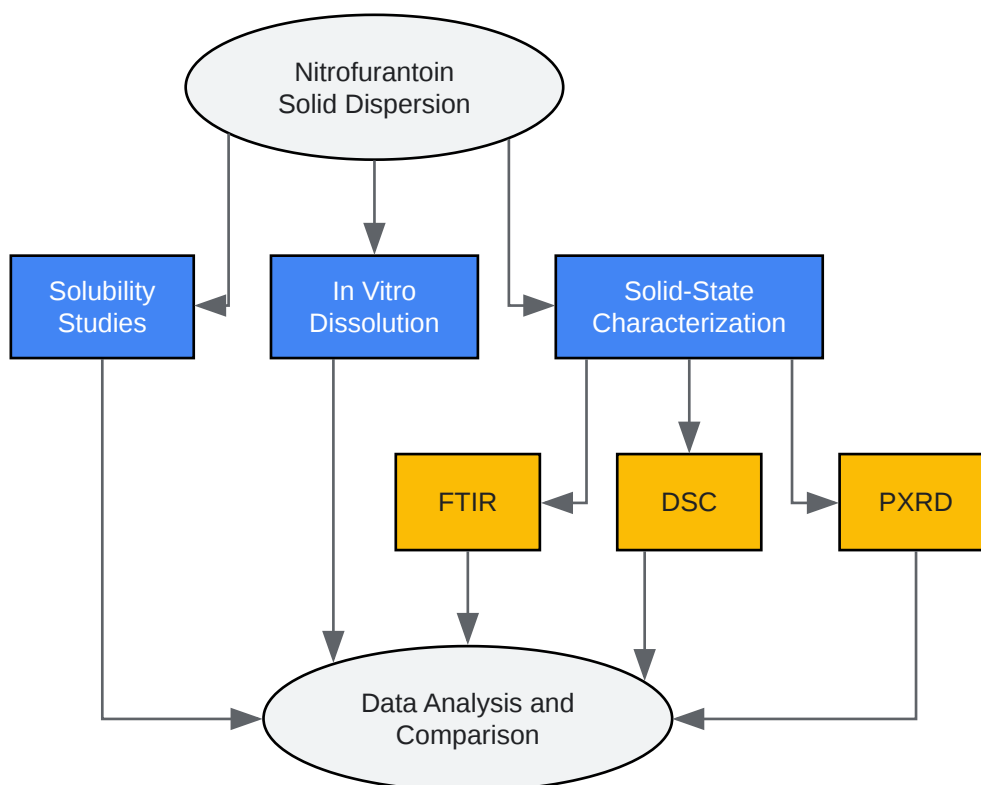 Nitrofurantoin
Solid Dispersion
Solubility
Studies
In Vitro
Dissolution
Solid-State
Characterization
FTIR
DSC
PXRD
Data Analysis and
Comparison